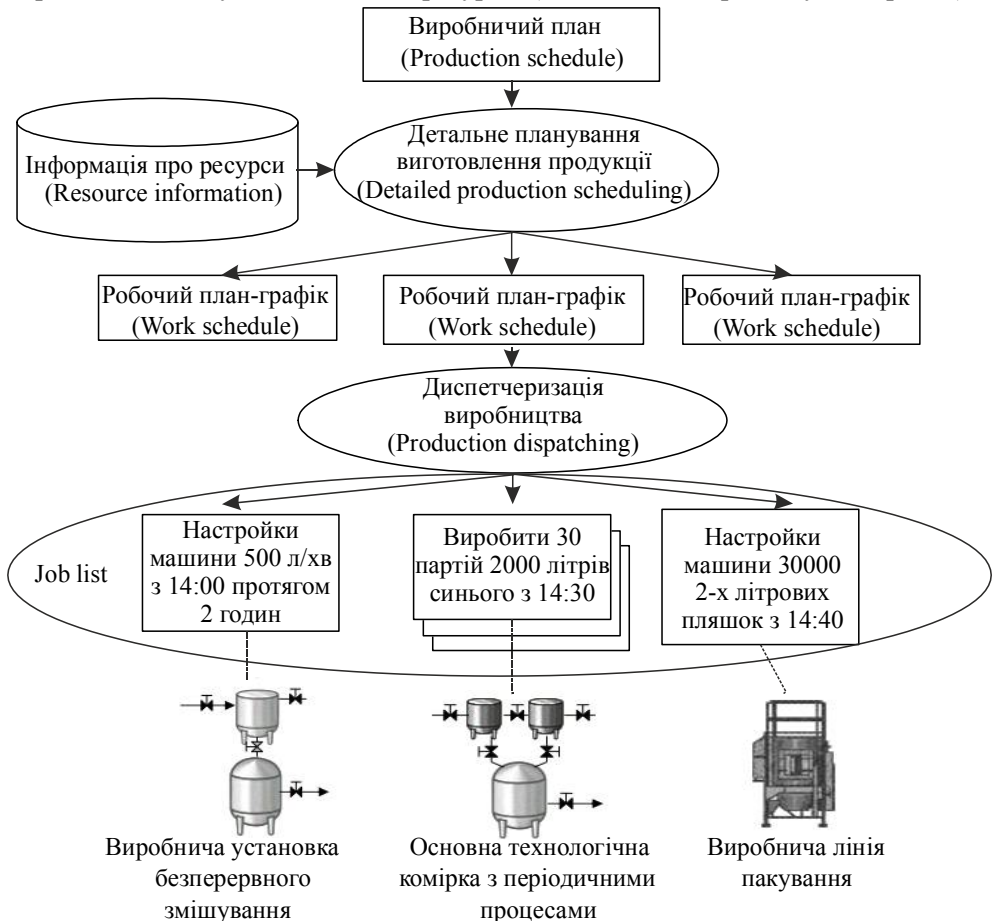 Виробничий план
(Production schedule)
Детальне планування
виготовлення продукції
(Detailed production scheduling)
Інформація про ресурси
(Resource information)
Робочий план-графік
(Work schedule)
Робочий план-графік
(Work schedule)
Робочий план-графік
(Work schedule)
Диспетчеризація
виробництва
(Production dispatching)
Job list
Настройки
машини 500 л/хв
з 14:00 протягом
2 годин
Виробити 30
партій 2000 літрів
синього з 14:30
Настройки
машини 30000
2-х літрових
пляшок з 14:40
Виробнича установка
безперервного
змішування
Основна технологічна
комірка з періодичними
процесами
Виробнича лінія
пакування